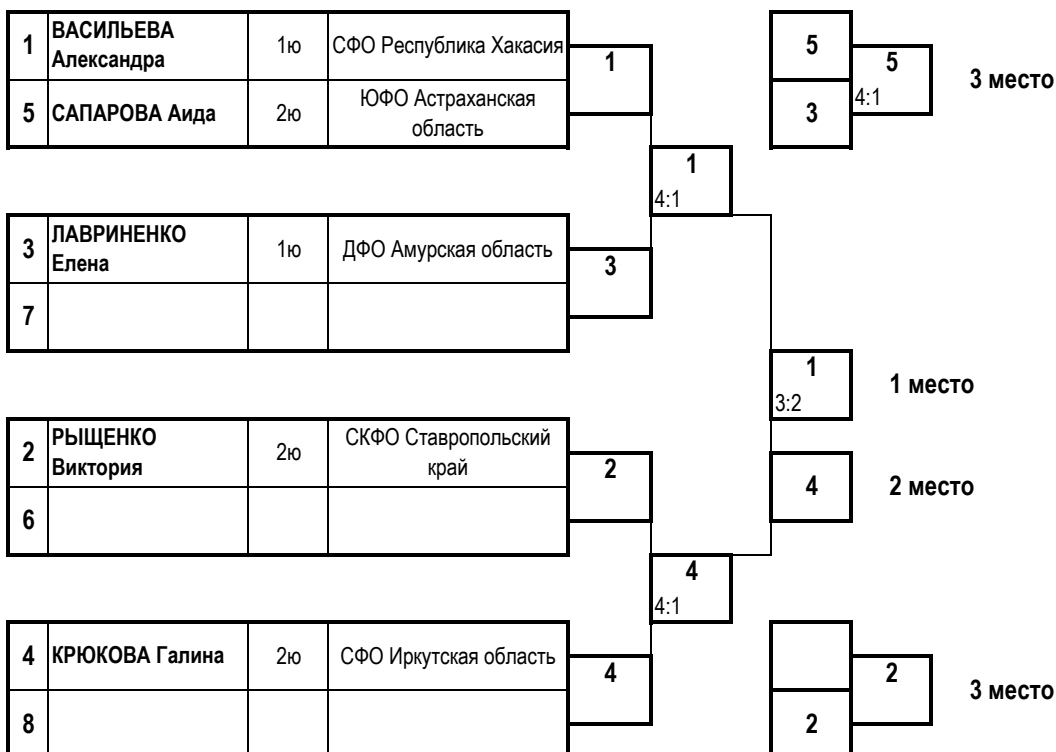 1 ВАСИЛЬЕВА Александра 1ю СФО Республика Хакасия
5 САПАРОВА Аида 2ю ЮФО Астраханская область
1
5
3
5
4:1
3 место
1
4:1
3 ЛАВРИНЕНКО Елена 1ю ДФО Амурская область
7
3
1
3:2
1 место
2 РЫЩЕНКО Виктория 2ю СКФО Ставропольский край
6
2
4
2 место
4
4:1
4 КРЮКОВА Галина 2ю СФО Иркутская область
8
4
2
2
3 место